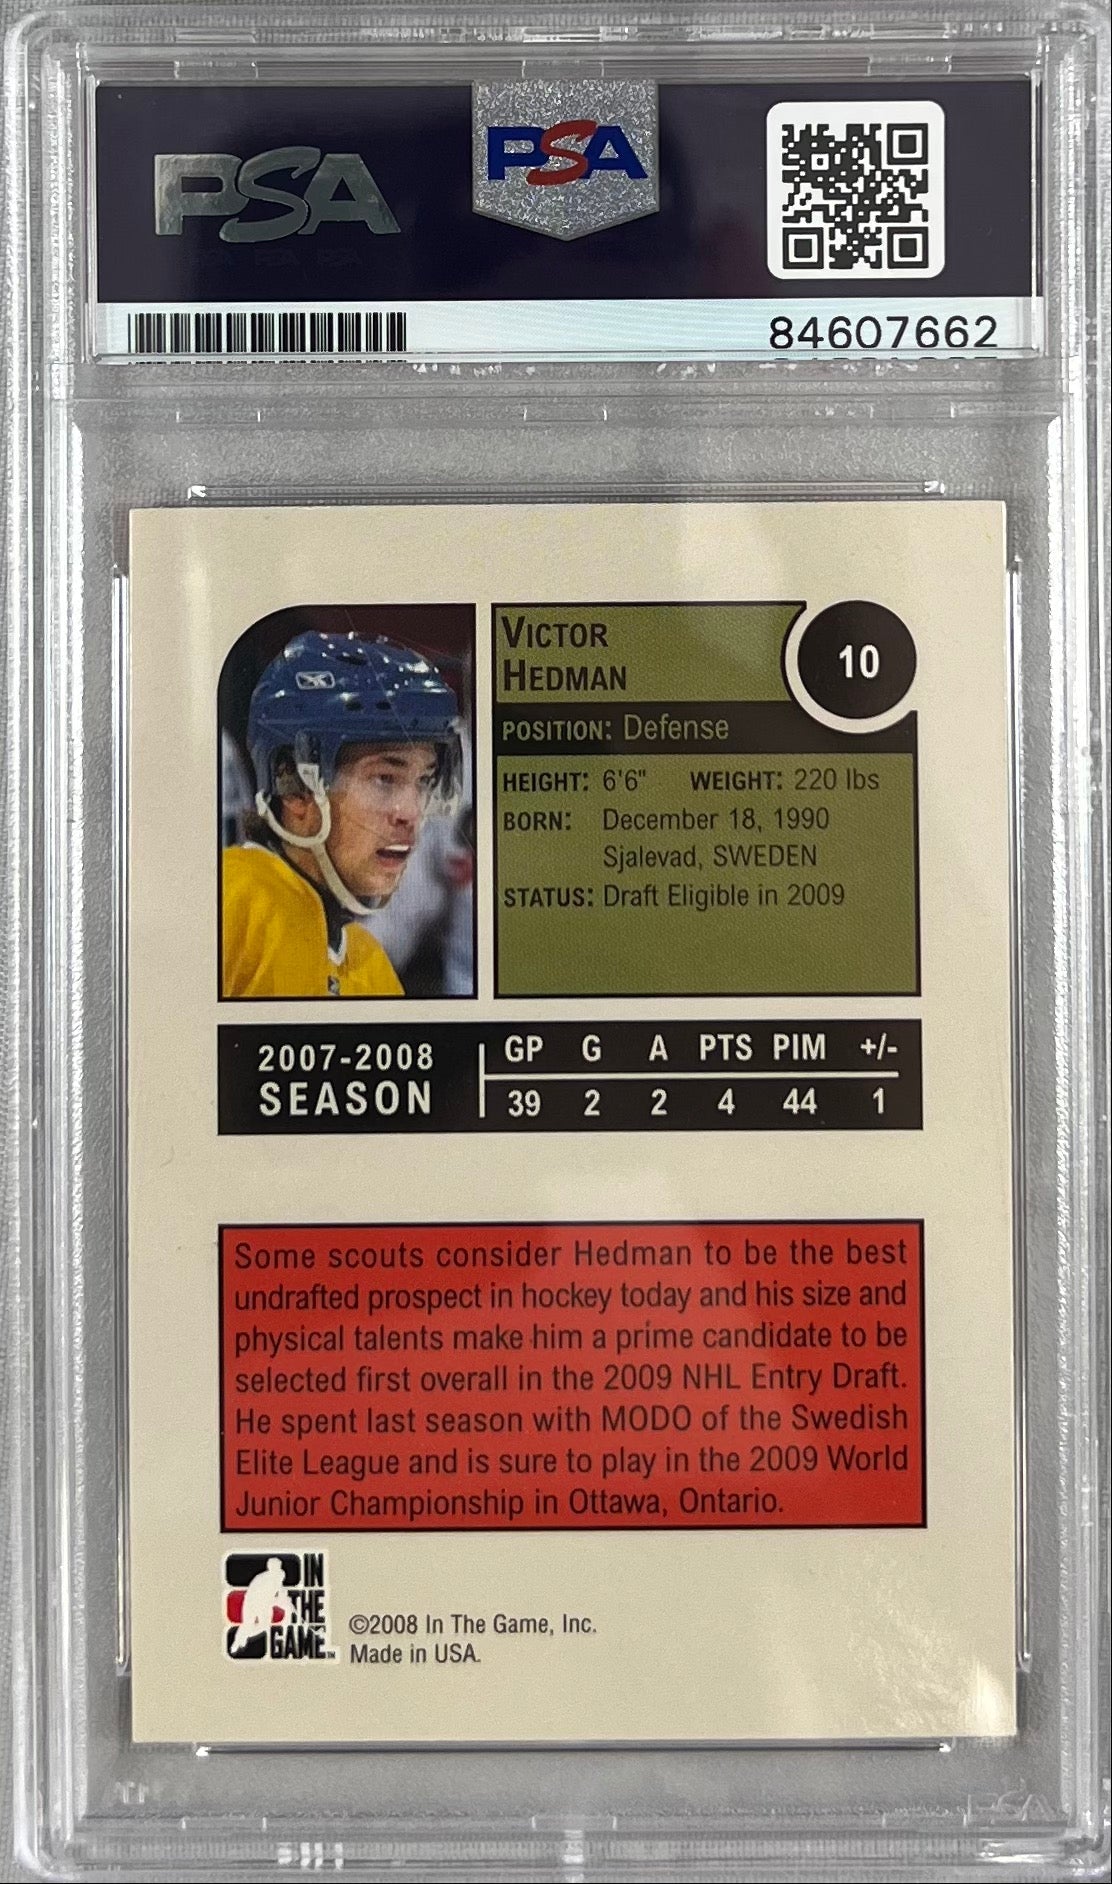 PSA
PSA
84607662
VICTOR
HEDMAN
10
POSITION: Defense
HEIGHT: 6'6" WEIGHT: 220 lbs
BORN: December 18, 1990
Sjalevad, SWEDEN
STATUS: Draft Eligible in 2009
2007-2008
SEASON
GP G A PTS PIM +/-
39 2 2 4 44 1
Some scouts consider Hedman to be the best
undrafted prospect in hockey today and his size and
physical talents make him a prime candidate to be
selected first overall in the 2009 NHL Entry Draft.
He spent last season with MODO of the Swedish
Elite League and is sure to play in the 2009 World
Junior Championship in Ottawa, Ontario.
IN
THE
GAME™
©2008 In The Game, Inc.
Made in USA.
PSA